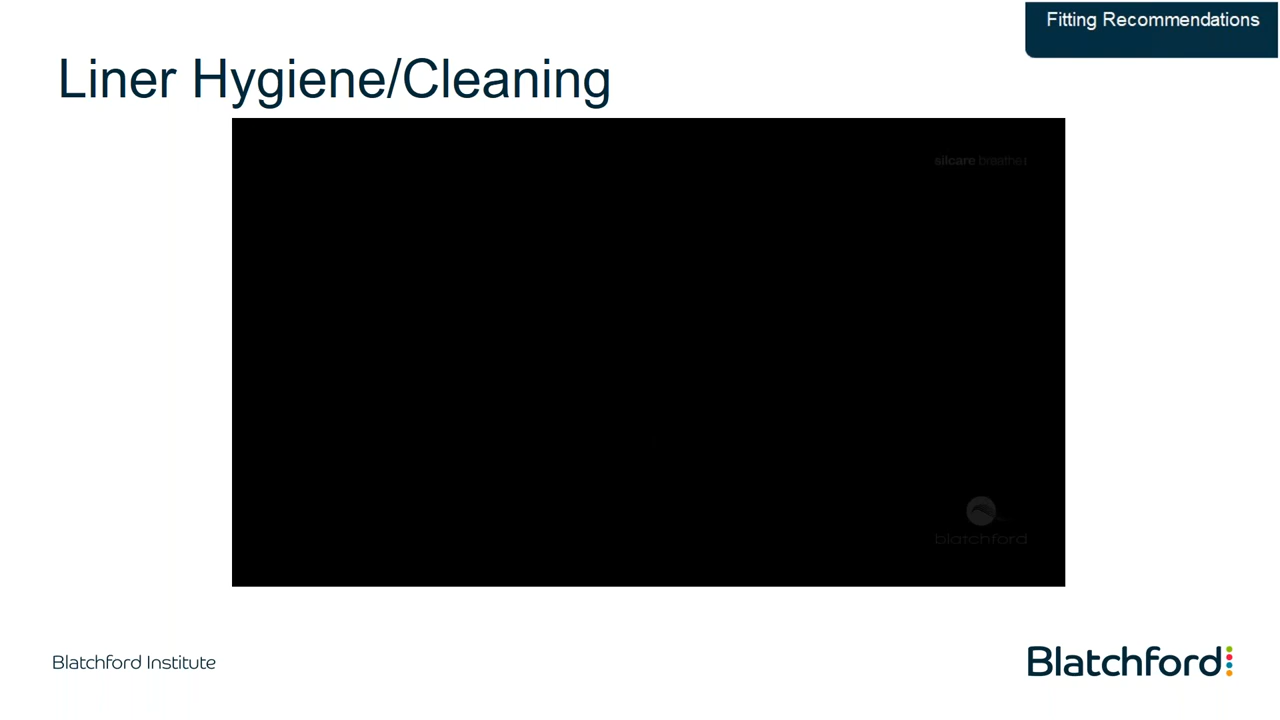 Fitting Recommendations
Liner Hygiene/Cleaning
silcare breathe
blatchford
Blatchford Institute
Blatchford